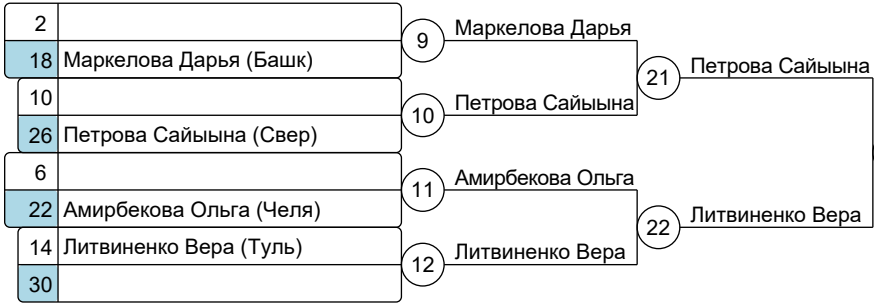 2
18 Маркелова Дарья (Башк)
10
26 Петрова Сайыына (Свер)
6
22 Амирбекова Ольга (Челя)
14 Литвиненко Вера (Туль)
30
9 Маркелова Дарья
10 Петрова Сайыына
11 Амирбекова Ольга
12 Литвиненко Вера
21 Петрова Сайыына
22 Литвиненко Вера